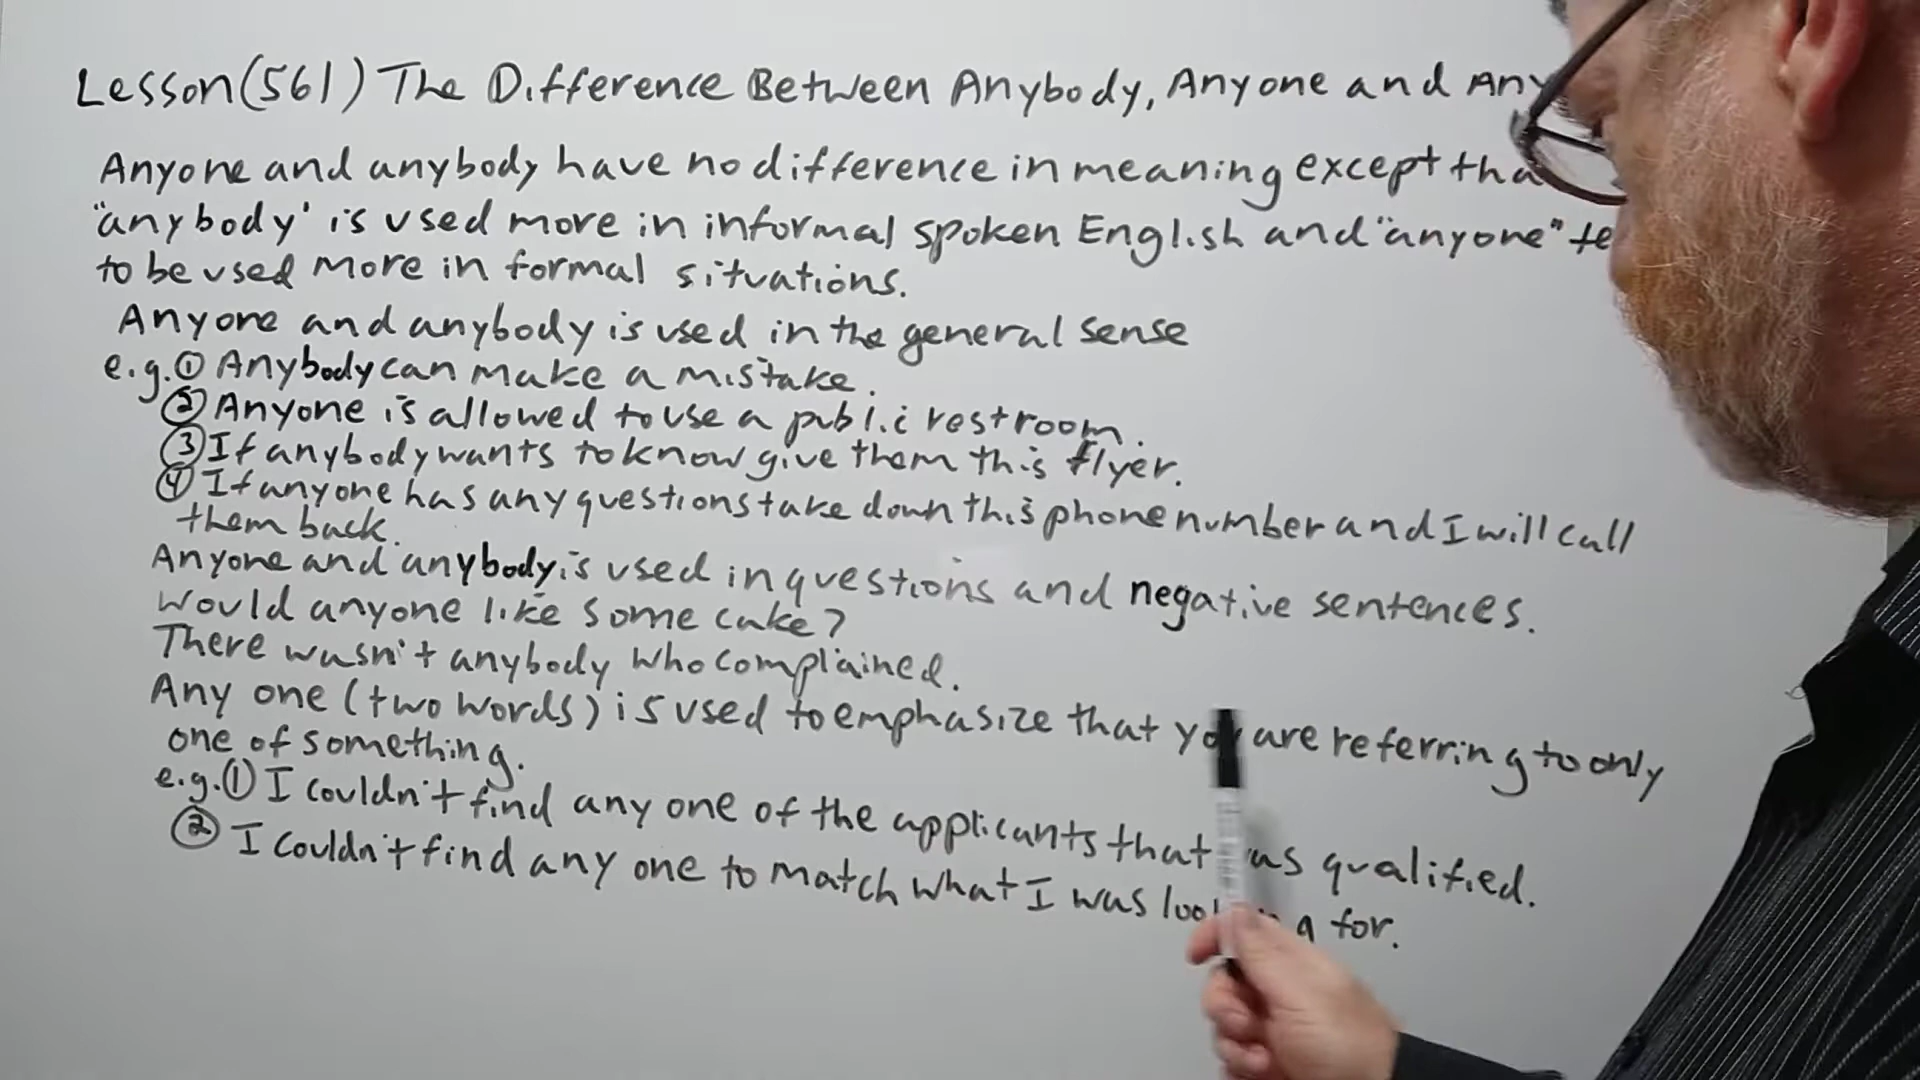 Lesson(561) The Difference Between Anybody, Anyone and Any
Anyone and anybody have no difference in meaning except tha
"anybody' is used more in informal spoken English and "anyone" te
to be used more in formal situations.
Anyone and anybody is used in the general sense
e.g. ① Anybody can make a mistake.
② Anyone is allowed to use a public restroom.
③ If anybody wants to know give them this flyer.
④ If anyone has any questions take down this phone number and I will call
them back.
Anyone and anybody is used in questions and negative sentences.
Would anyone like some cake?
There wasn't anybody who complained.
Any one (two words) is used to emphasize that you are referring to only
one of something.
e.g. ① I couldn't find any one of the applicants that was qualified.
② I couldn't find any one to match what I was looking for.